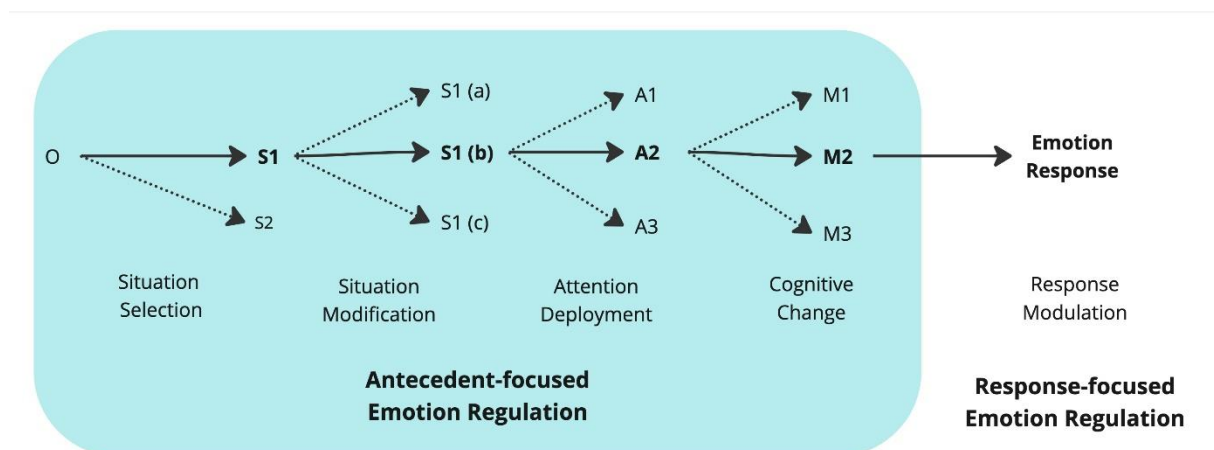 S1 (a)
A1
M1
O
S1
S1 (b)
A2
M2
Emotion
Response
S2
S1 (c)
A3
M3
Situation
Selection
Situation
Modification
Attention
Deployment
Cognitive
Change
Response
Modulation
Antecedent-focused
Emotion Regulation
Response-focused
Emotion Regulation